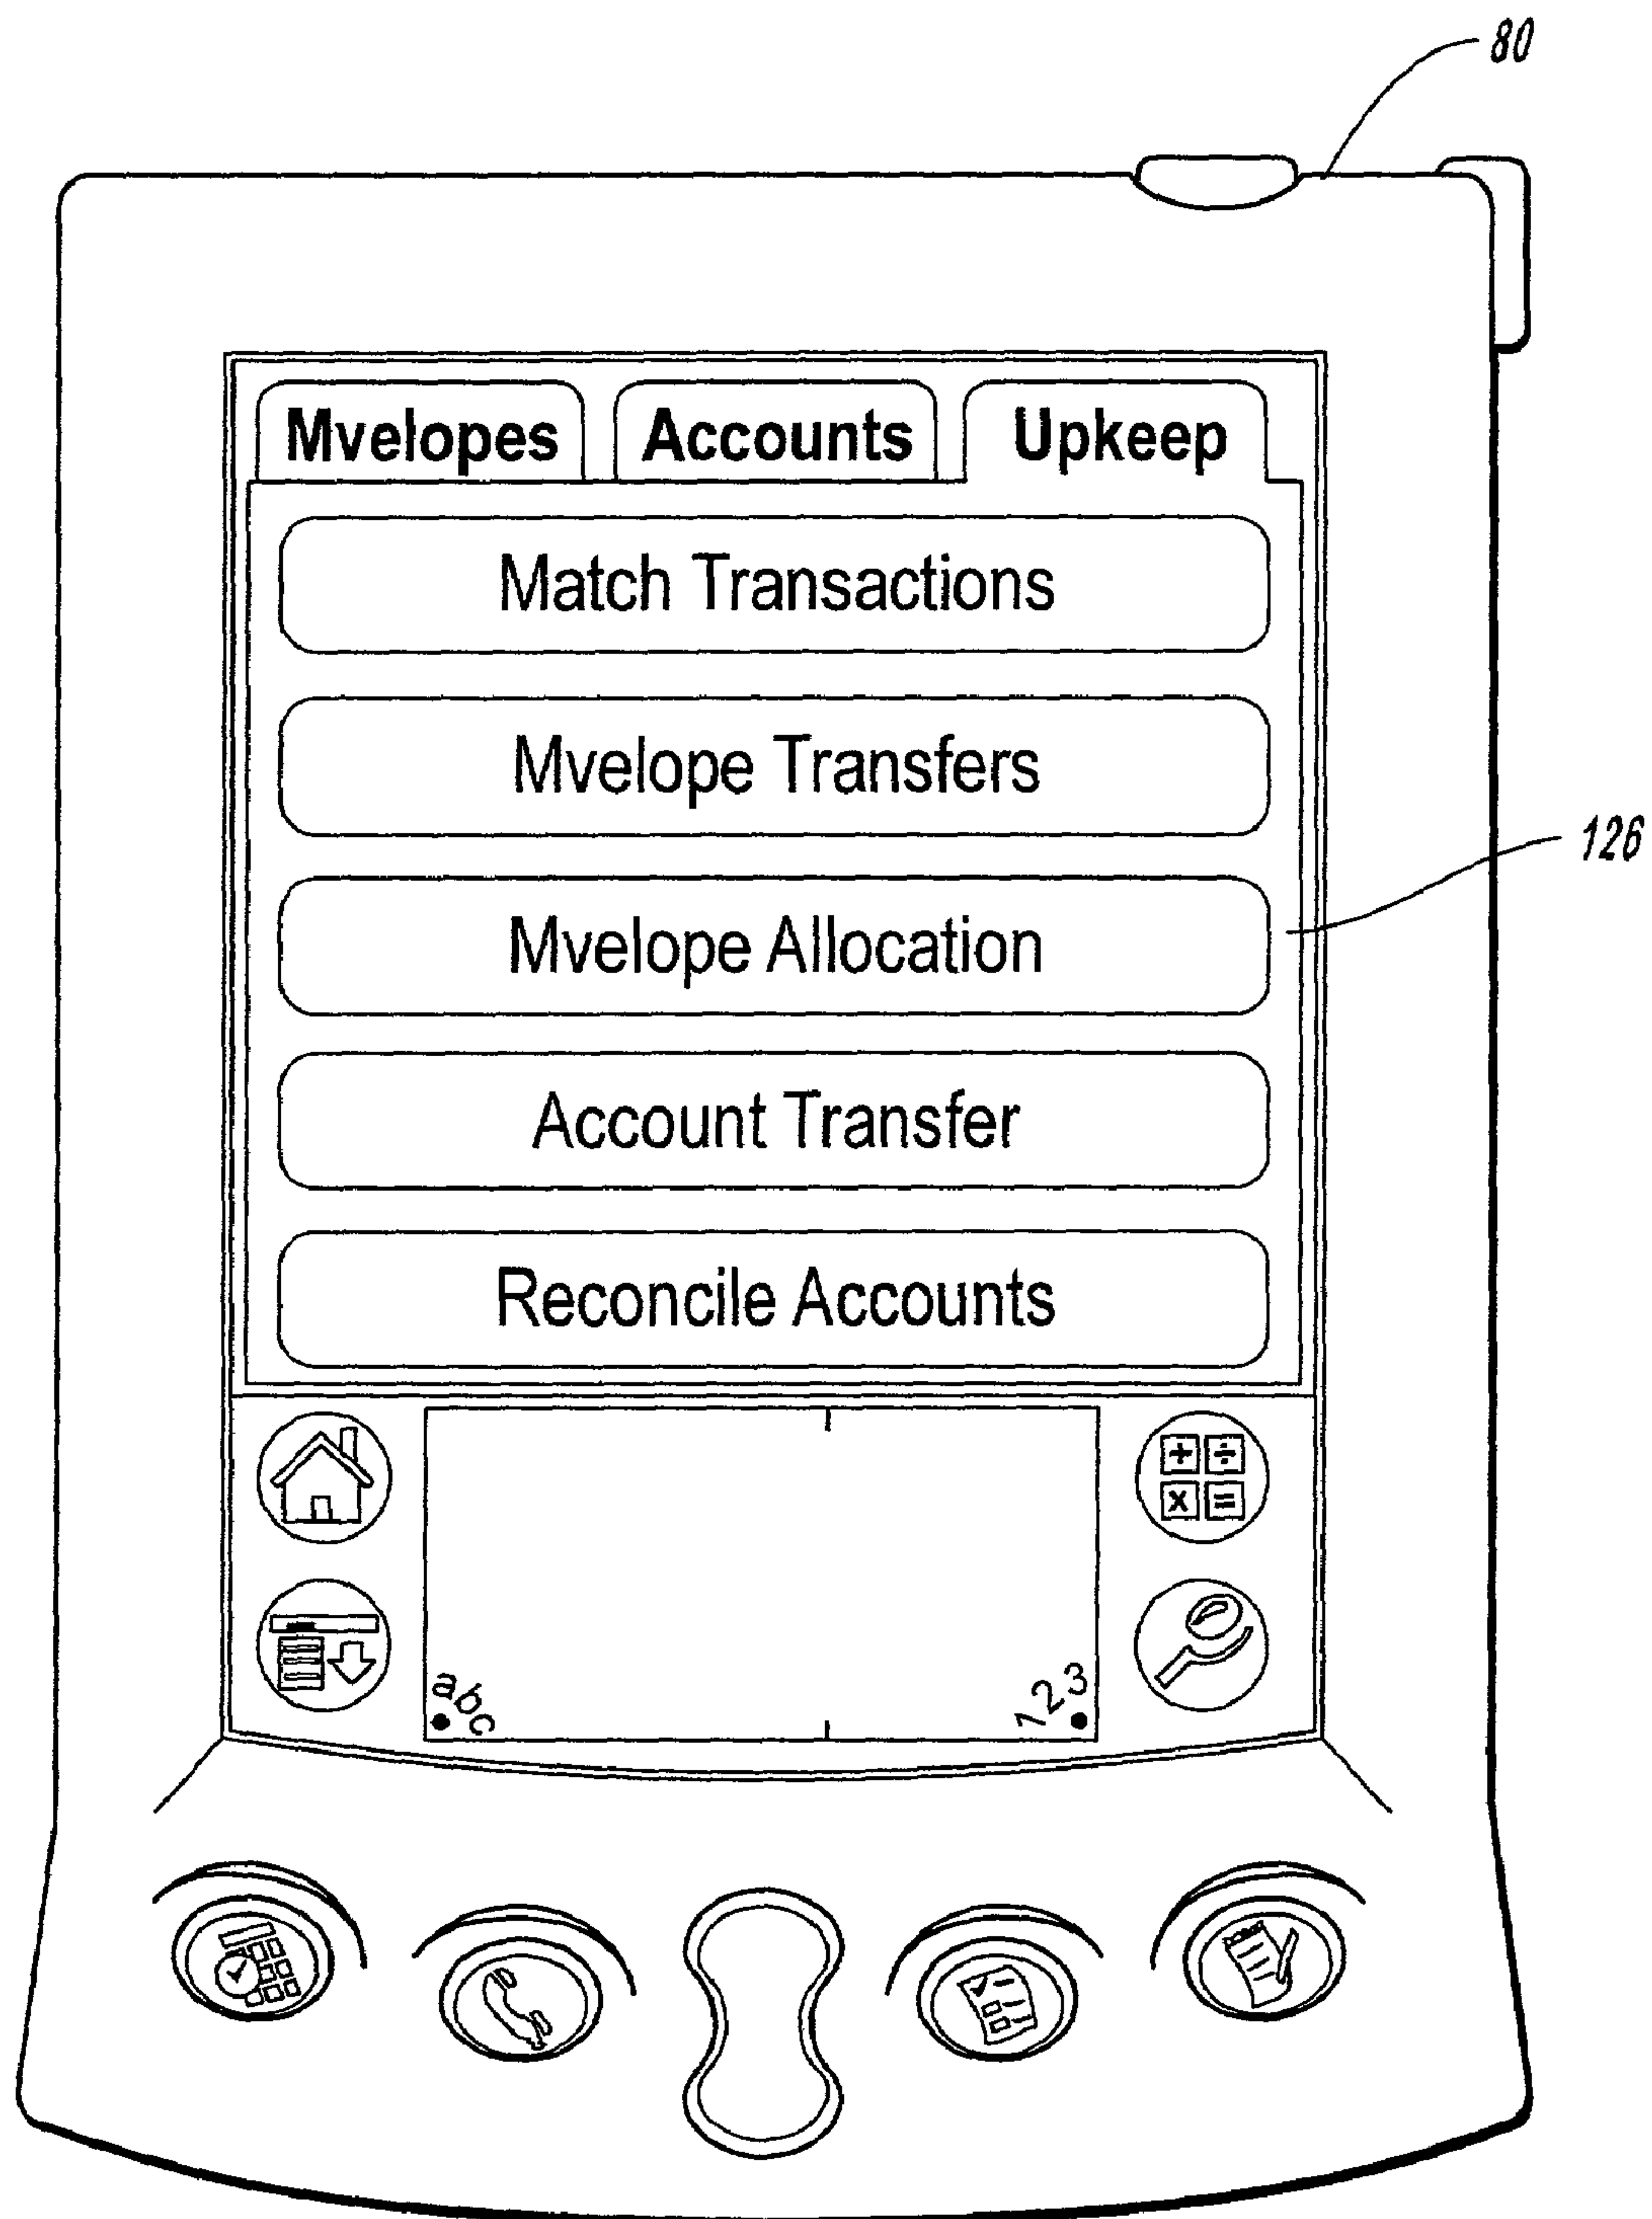 80
Mvelopes Accounts Upkeep
Match Transactions
Mvelope Transfers
126
Mvelope Allocation
Account Transfer
Reconcile Accounts
+ ÷
x =
abc 123